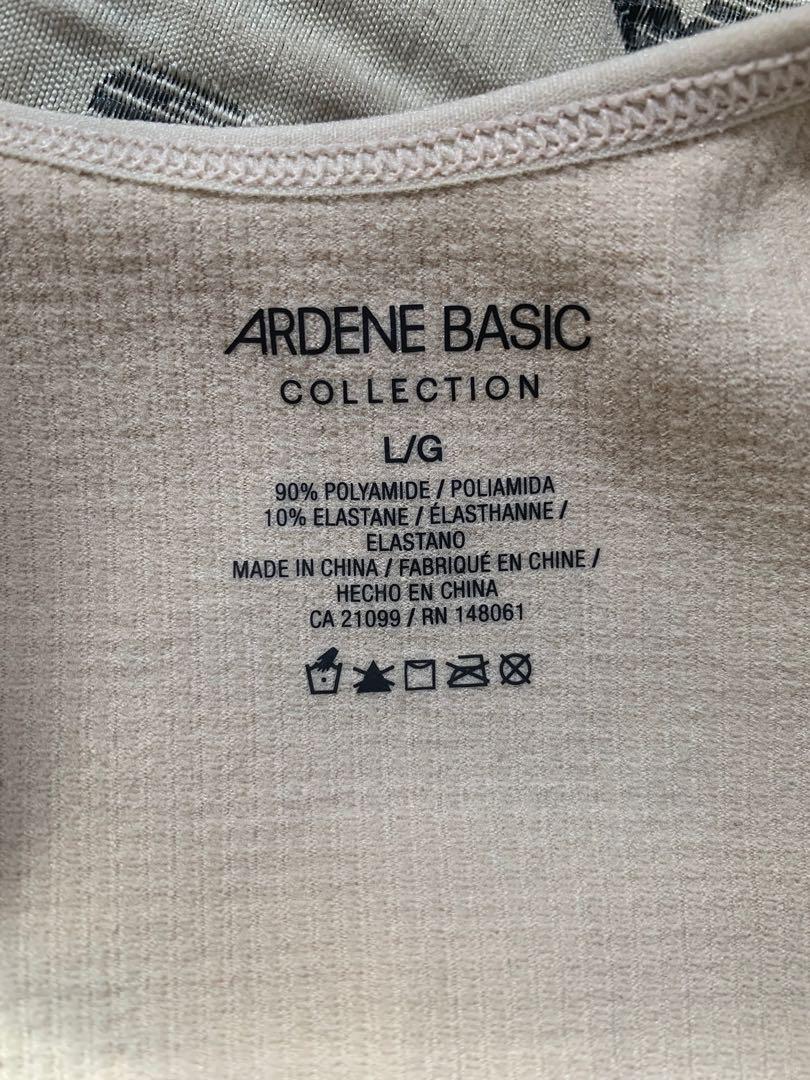 ARDENE BASIC
COLLECTION
L/G
90% POLYAMIDE / POLIAMIDA
10% ELASTANE / ÉLASTHANNE /
ELASTANO
MADE IN CHINA / FABRIQUÉ EN CHINE /
HECHO EN CHINA
CA 21099 / RN 148061